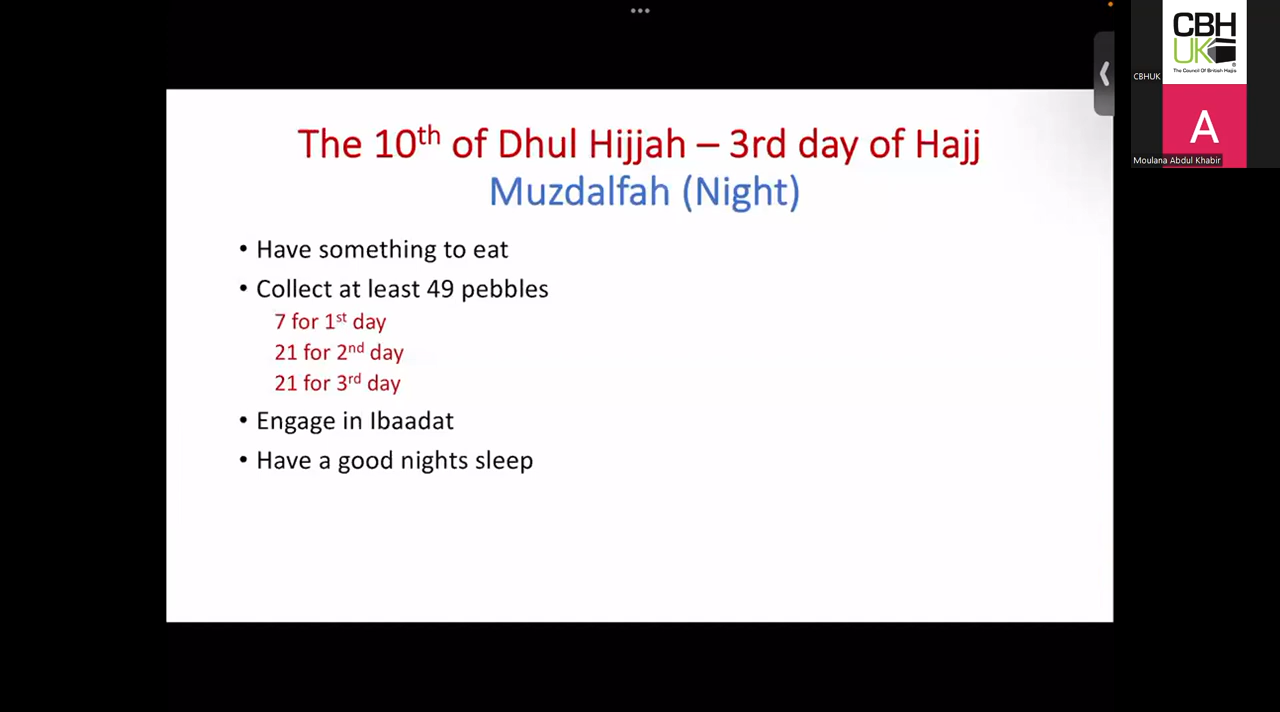 The 10th of Dhul Hijjah – 3rd day of Hajj
Muzdalfah (Night)
• Have something to eat
• Collect at least 49 pebbles
7 for 1st day
21 for 2nd day
21 for 3rd day
• Engage in Ibaadat
• Have a good nights sleep
CBH
UK
The Council Of British Hajjis
CBHUK
A
Moulana Abdul Khabir